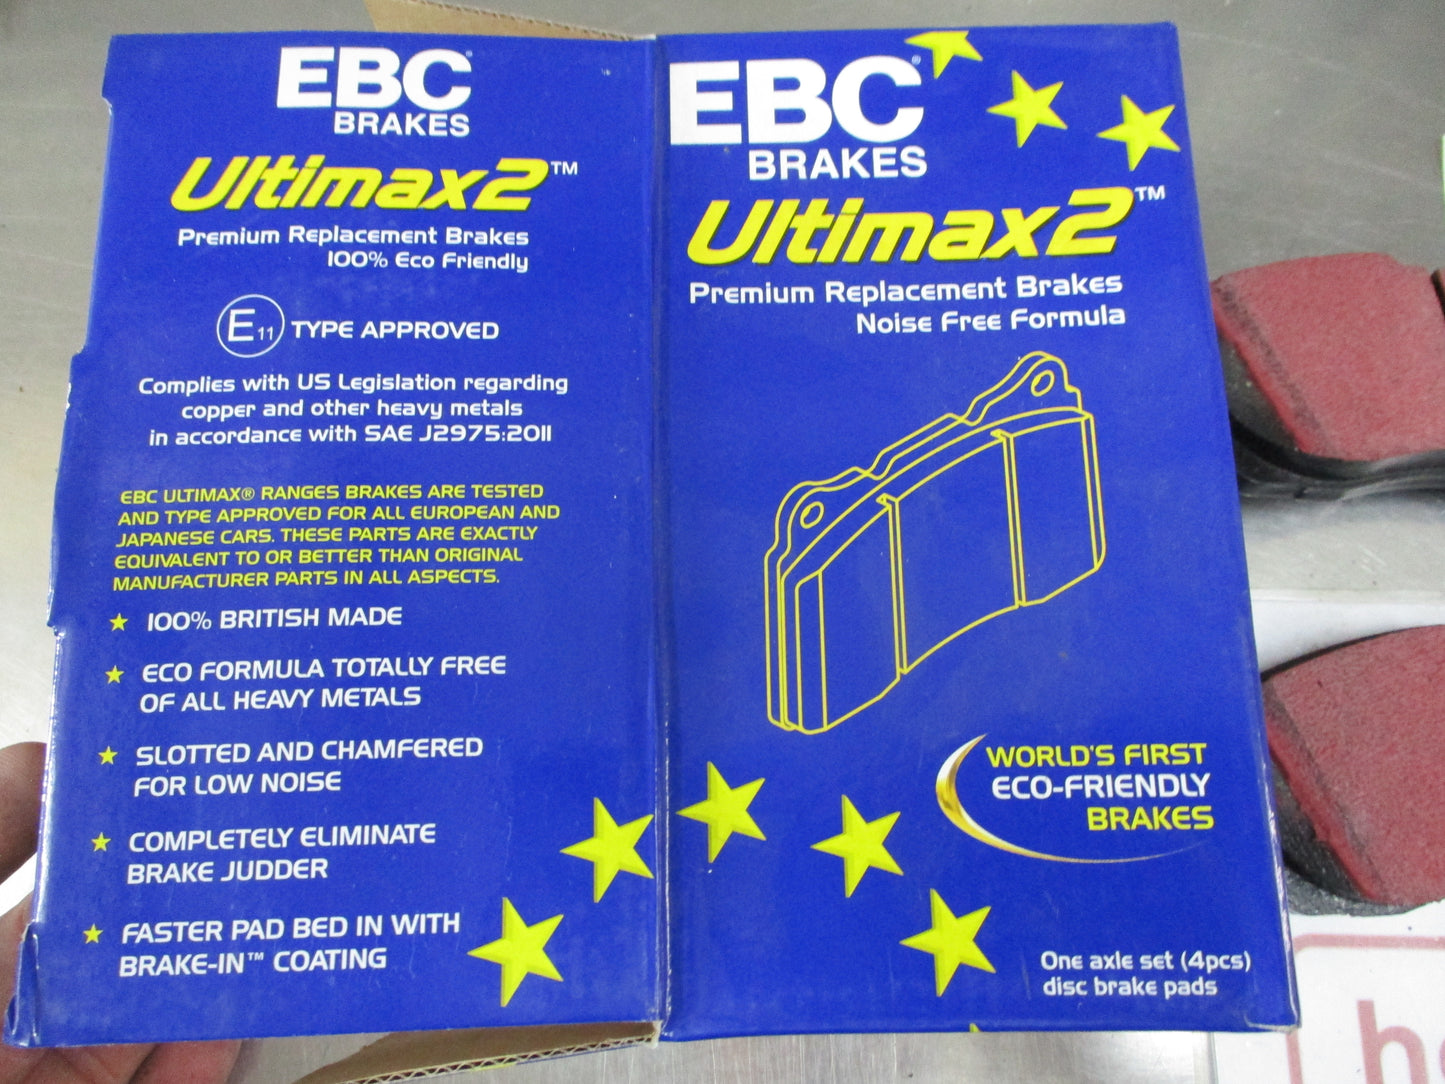 EBC
BRAKES
Ultimax2™
Premium Replacement Brakes
100% Eco Friendly
E11 TYPE APPROVED
Complies with US Legislation regarding
copper and other heavy metals
in accordance with SAE J2975:2011
EBC ULTIMAX® RANGES BRAKES ARE TESTED
AND TYPE APPROVED FOR ALL EUROPEAN AND
JAPANESE CARS. THESE PARTS ARE EXACTLY
EQUIVALENT TO OR BETTER THAN ORIGINAL
MANUFACTURER PARTS IN ALL ASPECTS.
★ 100% BRITISH MADE
★ ECO FORMULA TOTALLY FREE
OF ALL HEAVY METALS
★ SLOTTED AND CHAMFERED
FOR LOW NOISE
★ COMPLETELY ELIMINATE
BRAKE JUDDER
★ FASTER PAD BED IN WITH
BRAKE-IN™ COATING
EBC®
BRAKES
Ultimax2™
Premium Replacement Brakes
Noise Free Formula
WORLD'S FIRST
ECO-FRIENDLY
BRAKES
One axle set (4pcs)
disc brake pads